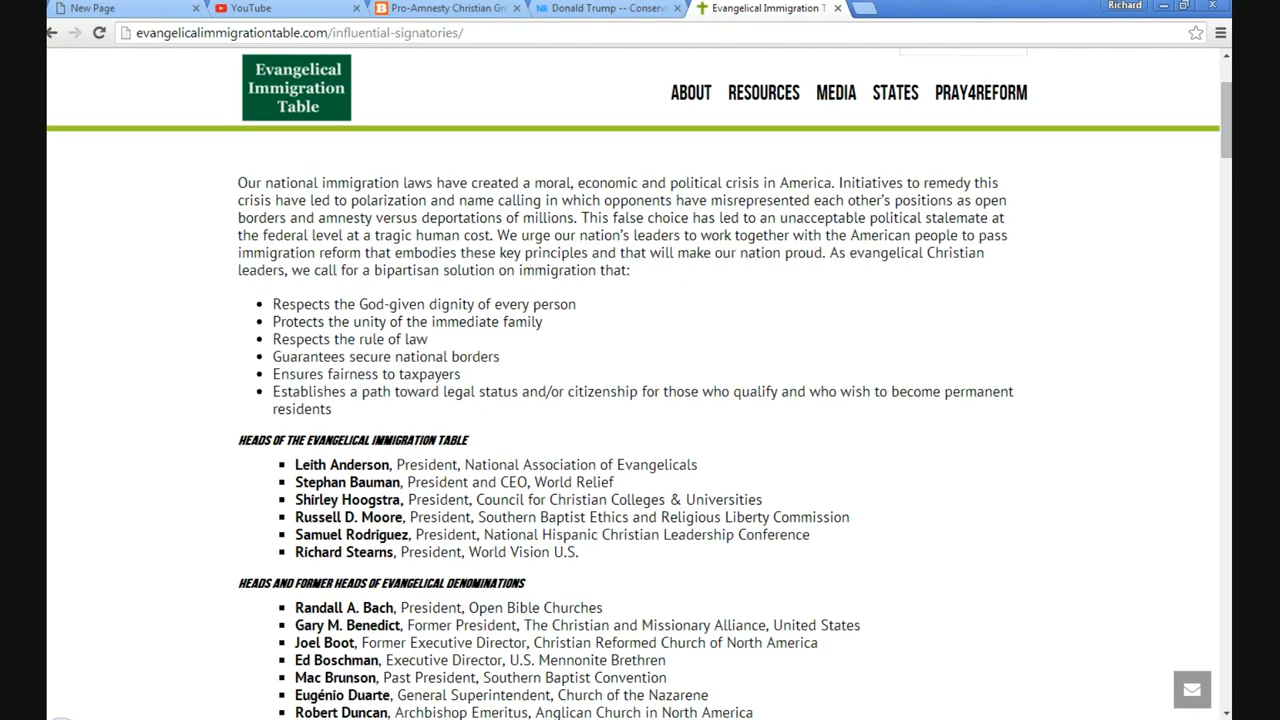 New Page
YouTube
Pro-Amnesty Christian Gr
Donald Trump -- Conserv
Evangelical Immigration T
Richard
evangelicalimmigrationtable.com/influential-signatories/
Evangelical
Immigration
Table
ABOUT RESOURCES MEDIA STATES PRAY4REFORM
Our national immigration laws have created a moral, economic and political crisis in America. Initiatives to remedy this
crisis have led to polarization and name calling in which opponents have misrepresented each other's positions as open
borders and amnesty versus deportations of millions. This false choice has led to an unacceptable political stalemate at
the federal level at a tragic human cost. We urge our nation's leaders to work together with the American people to pass
immigration reform that embodies these key principles and that will make our nation proud. As evangelical Christian
leaders, we call for a bipartisan solution on immigration that:
• Respects the God-given dignity of every person
• Protects the unity of the immediate family
• Respects the rule of law
• Guarantees secure national borders
• Ensures fairness to taxpayers
• Establishes a path toward legal status and/or citizenship for those who qualify and who wish to become permanent
residents
HEADS OF THE EVANGELICAL IMMIGRATION TABLE
▪ Leith Anderson, President, National Association of Evangelicals
▪ Stephan Bauman, President and CEO, World Relief
▪ Shirley Hoogstra, President, Council for Christian Colleges & Universities
▪ Russell D. Moore, President, Southern Baptist Ethics and Religious Liberty Commission
▪ Samuel Rodriguez, President, National Hispanic Christian Leadership Conference
▪ Richard Stearns, President, World Vision U.S.
HEADS AND FORMER HEADS OF EVANGELICAL DENOMINATIONS
▪ Randall A. Bach, President, Open Bible Churches
▪ Gary M. Benedict, Former President, The Christian and Missionary Alliance, United States
▪ Joel Boot, Former Executive Director, Christian Reformed Church of North America
▪ Ed Boschman, Executive Director, U.S. Mennonite Brethren
▪ Mac Brunson, Past President, Southern Baptist Convention
▪ Eugénio Duarte, General Superintendent, Church of the Nazarene
▪ Robert Duncan, Archbishop Emeritus, Anglican Church in North America